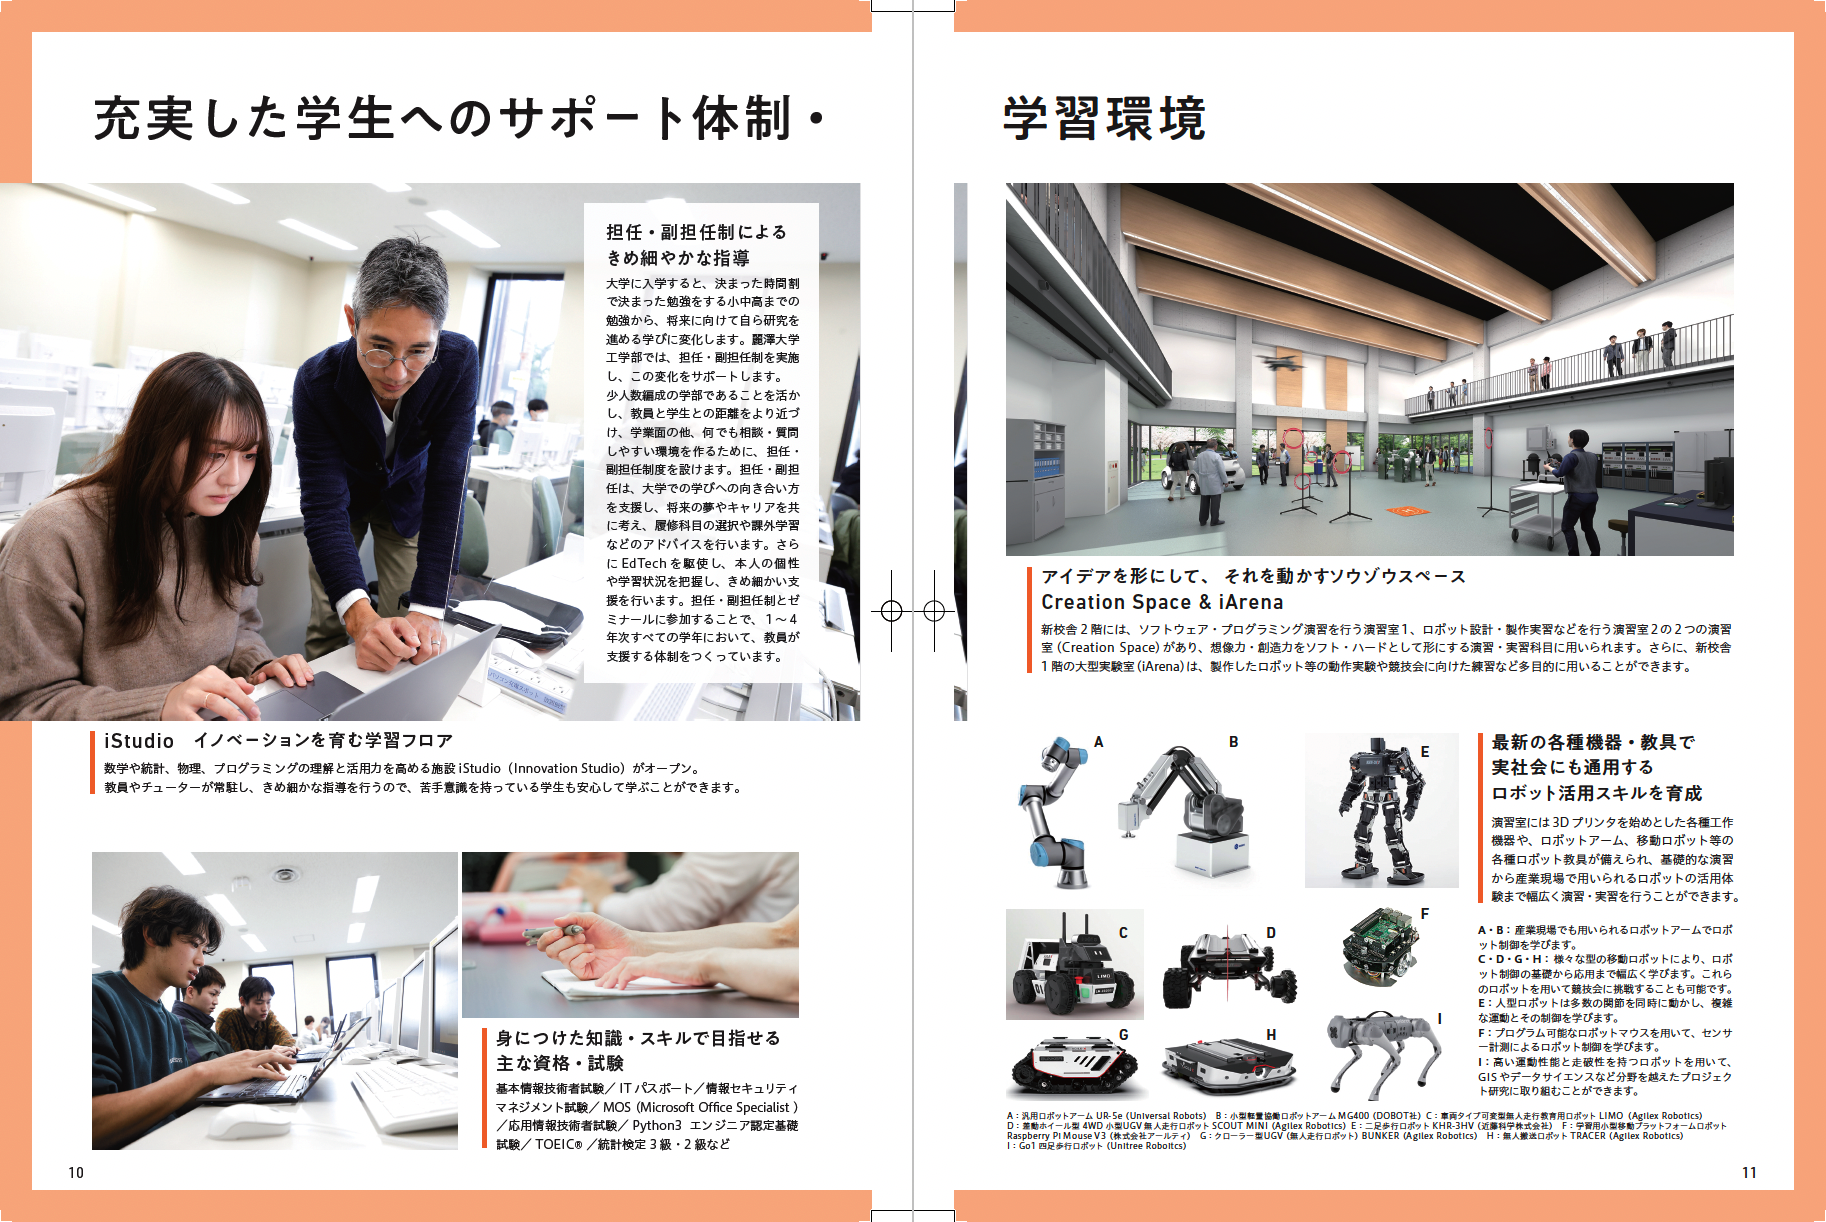 充実した学生へのサポート体制・
学習環境
担任・副担任制による
きめ細やかな指導
大学に入学すると、決まった時間割
で決まった勉強をする小中高までの
勉強から、将来に向けて自ら研究を
進める学びに変化します。麗澤大学
工学部では、担任・副担任制を実施
し、この変化をサポートします。
少人数編成の学部であることを活か
し、教員と学生との距離をより近づ
け、学業面の他、何でも相談・質問
しやすい環境を作るために、担任・
副担任制度を設けます。担任・副担
任は、大学での学びへの向き合い方
を支援し、将来の夢やキャリアを共
に考え、履修科目の選択や課外学習
などのアドバイスを行います。さら
に EdTech を駆使し、本人の個性
や学習状況を把握し、きめ細かい支
援を行います。担任・副担任制とゼ
ミナールに参加することで、1～4
年次すべての学年において、教員が
支援する体制をつくっています。
iStudio　イノベーションを育む学習フロア
数学や統計、物理、プログラミングの理解と活用力を高める施設 iStudio（Innovation Studio）がオープン。
教員やチューターが常駐し、きめ細かな指導を行うので、苦手意識を持っている学生も安心して学ぶことができます。
身につけた知識・スキルで目指せる
主な資格・試験
基本情報技術者試験／ IT パスポート／情報セキュリティ
マネジメント試験／ MOS（Microsoft Office Specialist ）
／応用情報技術者試験／ Python3 エンジニア認定基礎
試験／ TOEIC® ／統計検定 3 級・2 級など
10
アイデアを形にして、それを動かすソウゾウスペース
Creation Space & iArena
新校舎 2 階には、ソフトウェア・プログラミング演習を行う演習室 1、ロボット設計・製作実習などを行う演習室 2 の 2 つの演習
室（Creation Space）があり、想像力・創造力をソフト・ハードとして形にする演習・実習科目に用いられます。さらに、新校舎
1 階の大型実験室（iArena）は、製作したロボット等の動作実験や競技会に向けた練習など多目的に用いることができます。
A
B
E
C
D
F
G
H
I
LIMO
最新の各種機器・教具で
実社会にも通用する
ロボット活用スキルを育成
演習室には 3D プリンタを始めとした各種工作
機器や、ロボットアーム、移動ロボット等の
各種ロボット教具が備えられ、基礎的な演習
から産業現場で用いられるロボットの活用体
験まで幅広く演習・実習を行うことができます。
A・B：産業現場でも用いられるロボットアームでロボ
ット制御を学びます。
C・D・G・H：様々な型の移動ロボットにより、ロボ
ット制御の基礎から応用まで幅広く学びます。これら
のロボットを用いて競技会に挑戦することも可能です。
E：人型ロボットは多数の関節を同時に動かし、複雑
な運動とその制御を学びます。
F：プログラム可能なロボットマウスを用いて、センサ
ー計測によるロボット制御を学びます。
I：高い運動性能と走破性を持つロボットを用いて、
GIS やデータサイエンスなど分野を越えたプロジェク
ト研究に取り組むことができます。
A：汎用ロボットアーム UR-5e（Universal Robots） B：小型軽量協働ロボットアーム MG400（DOBOT社） C：車両タイプ可変型無人走行教育用ロボット LIMO（Agilex Robotics）
D：差動ホイール型 4WD 小型UGV 無人走行ロボット SCOUT MINI（Agilex Robotics） E：二足歩行ロボット KHR-3HV（近藤科学株式会社） F：学習用小型移動プラットフォームロボット
Raspberry Pi Mouse V3（株式会社アールティ） G：クローラー型UGV（無人走行ロボット）BUNKER（Agilex Robotics） H：無人搬送ロボット TRACER（Agilex Robotics）
I：Go1 四足歩行ロボット（Unitree Roboitcs）
11